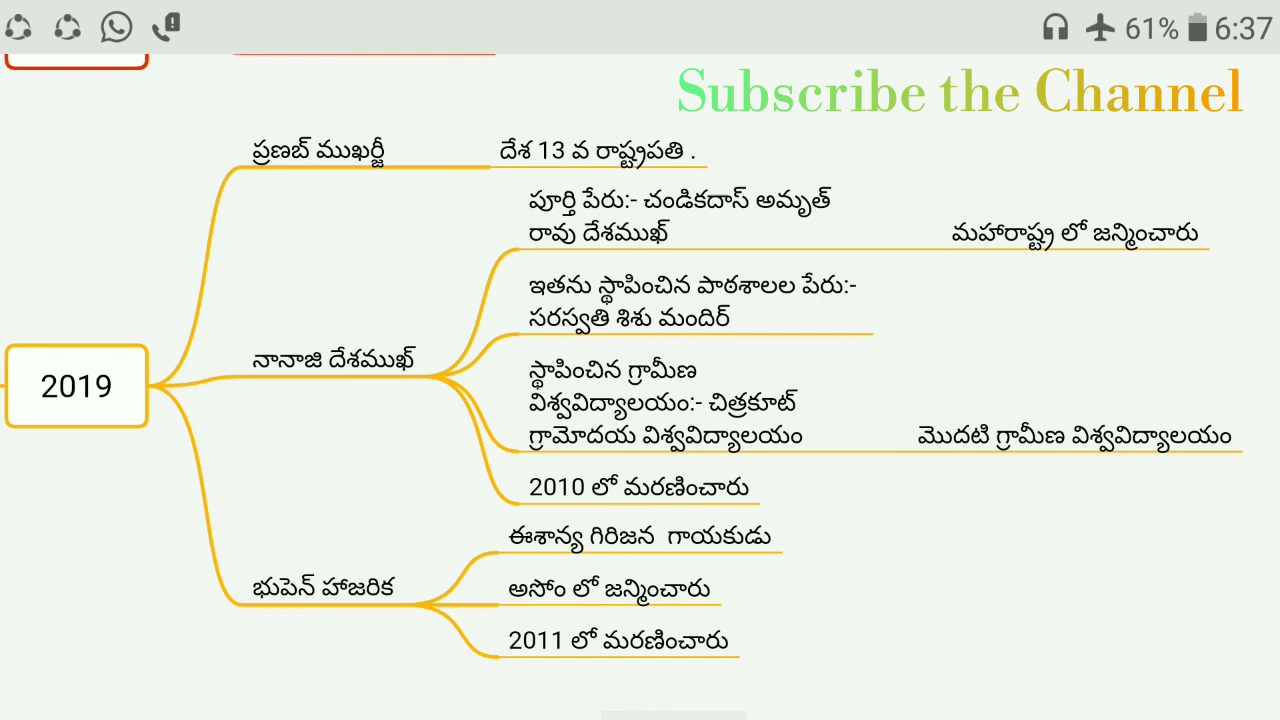 61% 6:37
Subscribe the Channel
ప్రణబ్ ముఖర్జీ
దేశ 13 వ రాష్ట్రపతి .
పూర్తి పేరు:- చండికదాస్ అమృత్
రావు దేశముఖ్
మహారాష్ట్ర లో జన్మించారు
ఇతను స్థాపించిన పాఠశాలల పేరు:-
సరస్వతి శిశు మందిర్
2019
నానాజి దేశముఖ్
స్థాపించిన గ్రామీణ
విశ్వవిద్యాలయం:- చిత్రకూట్
గ్రామోదయ విశ్వవిద్యాలయం
మొదటి గ్రామీణ విశ్వవిద్యాలయం
2010 లో మరణించారు
భుపెన్ హాజరిక
ఈశాన్య గిరిజన  గాయకుడు
అసోం లో జన్మించారు
2011 లో మరణించారు